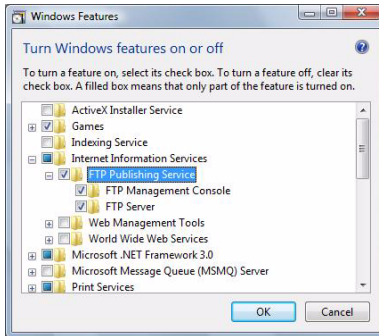 Windows Features
Turn Windows features on or off
To turn a feature on, select its check box. To turn a feature off, clear its
check box. A filled box means that only part of the feature is turned on.
ActiveX Installer Service
Games
Indexing Service
Internet Information Services
FTP Publishing Service
FTP Management Console
FTP Server
Web Management Tools
World Wide Web Services
Microsoft .NET Framework 3.0
Microsoft Message Queue (MSMQ) Server
Print Services
OK Cancel